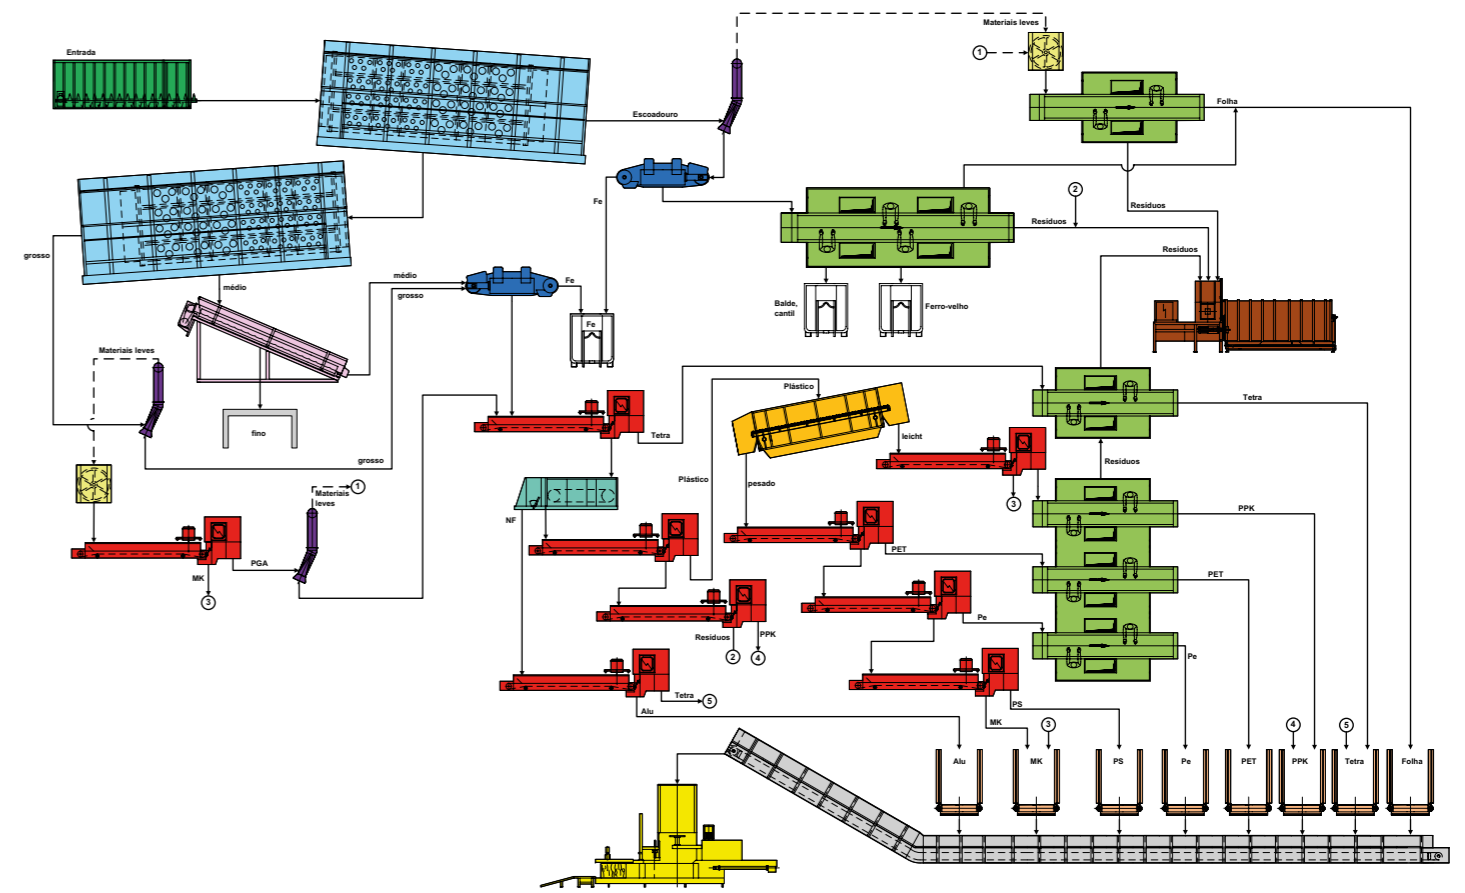 Materiais leves
Entrada
1
Folha
Escoadouro
Fe
2
Resíduos
Resíduos
Resíduos
grosso
médio
médio
grosso
Fe
Balde,
cantil
Ferro-velho
Fe
Materiais leves
fino
Plástico
Tetra
Tetra
leicht
grosso
Resíduos
Plástico
pesado
Materiais
leves
1
3
PPK
NF
PET
PGA
MK
3
PET
Pe
Resíduos
PPK
2
4
Pe
Tetra
5
Alu
PS
MK
3
4
5
Alu
MK
PS
Pe
PET
PPK
Tetra
Folha